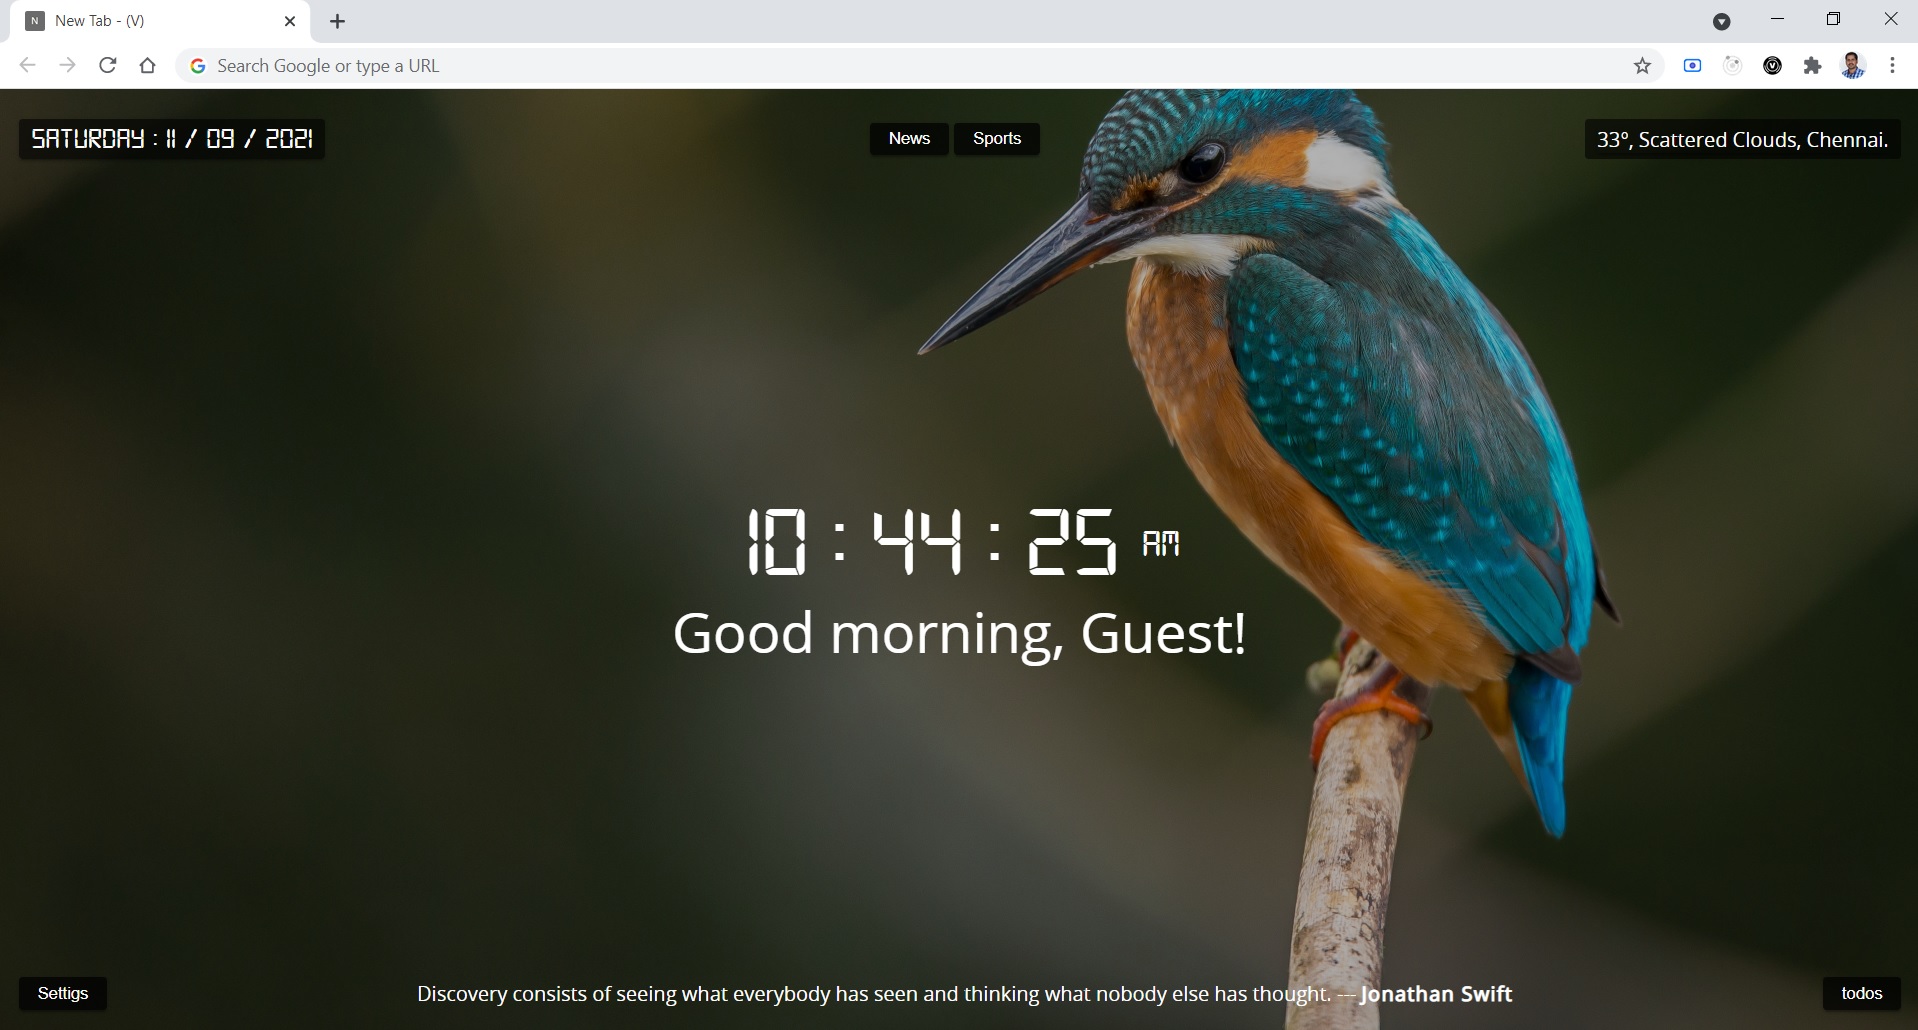 N New Tab - (V)
Search Google or type a URL
SATURDAY : 11 / 09 / 2021
News Sports
33°, Scattered Clouds, Chennai.
10 : 44 : 25 AM
Good morning, Guest!
Settigs
Discovery consists of seeing what everybody has seen and thinking what nobody else has thought. --- Jonathan Swift
todos